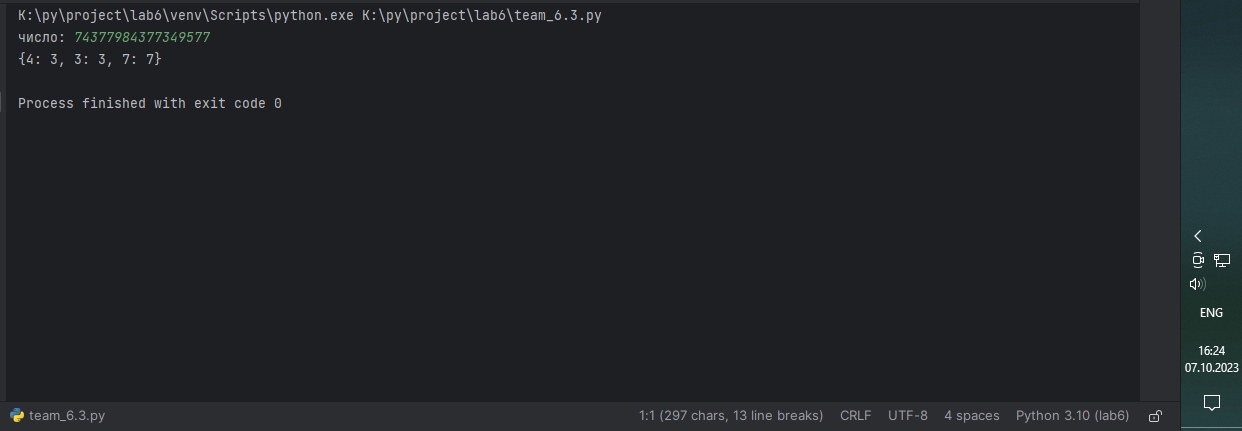 K:\py\project\lab6\venv\Scripts\python.exe K:\py\project\lab6\team_6.3.py
число: 74377984377349577
{4: 3, 3: 3, 7: 7}
Process finished with exit code 0
ENG
16:24
07.10.2023
team_6.3.py
1:1 (297 chars, 13 line breaks) CRLF UTF-8 4 spaces Python 3.10 (lab6)